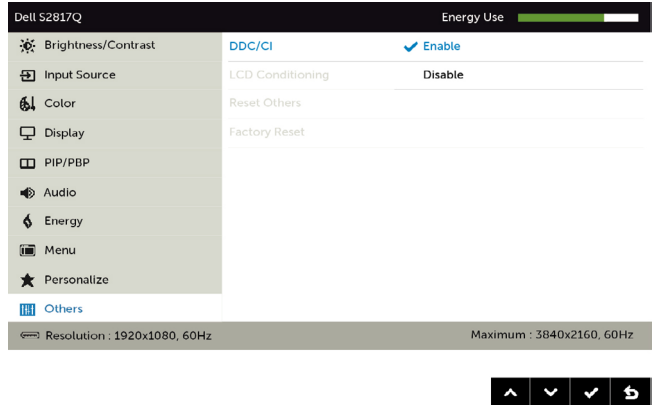 Dell S2817Q
Energy Use
Brightness/Contrast
DDC/CI
Enable
Input Source
LCD Conditioning
Disable
Color
Reset Others
Display
Factory Reset
PIP/PBP
Audio
Energy
Menu
Personalize
Others
Resolution : 1920x1080, 60Hz
Maximum : 3840x2160, 60Hz